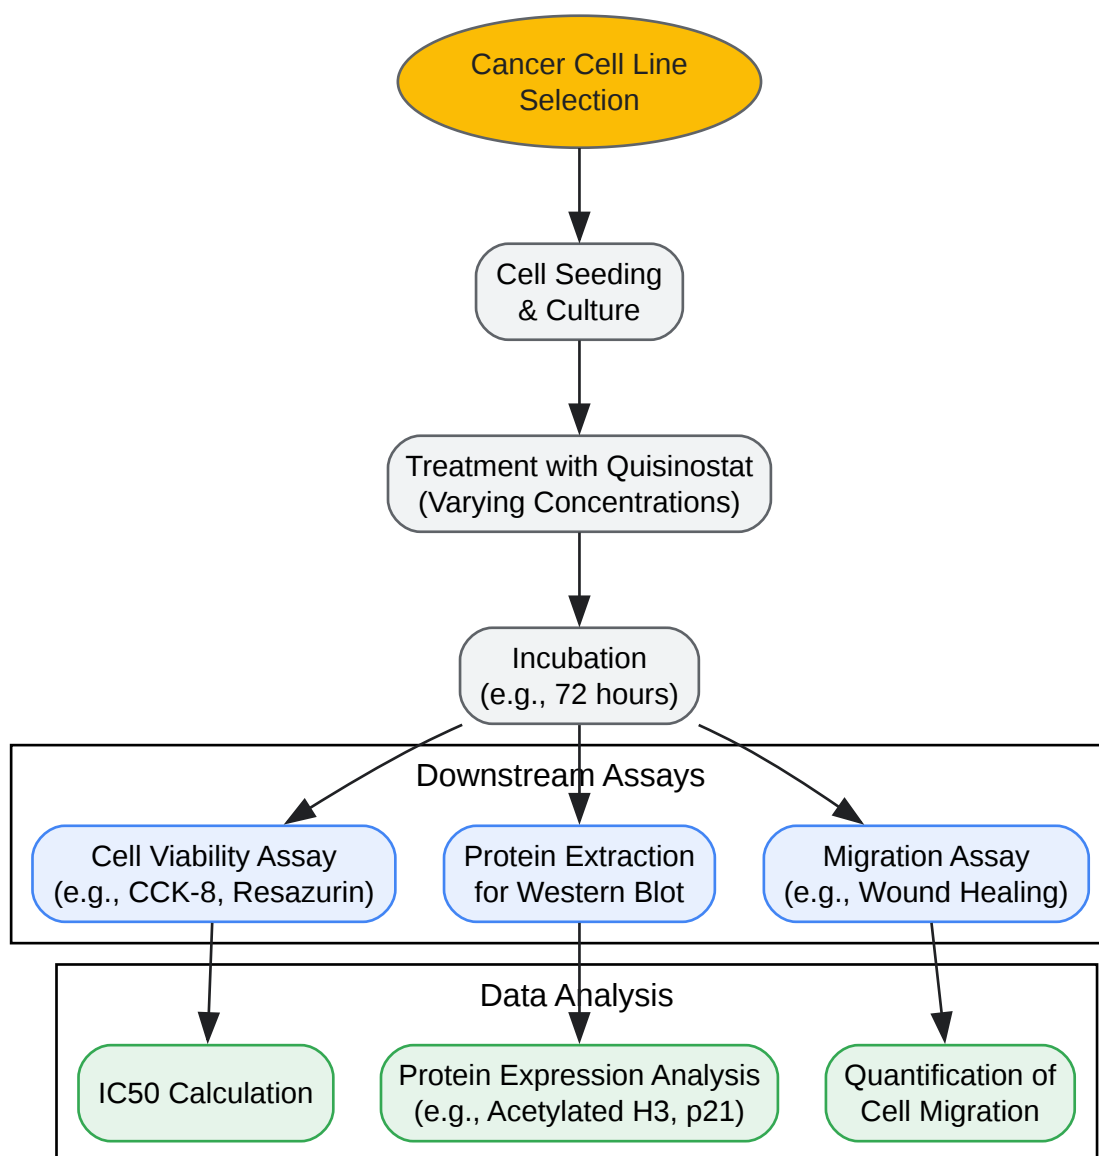 Cancer Cell Line
Selection
Cell Seeding
& Culture
Treatment with Quisinostat
(Varying Concentrations)
Incubation
(e.g., 72 hours)
Downstream Assays
Cell Viability Assay
(e.g., CCK-8, Resazurin)
Protein Extraction
for Western Blot
Migration Assay
(e.g., Wound Healing)
Data Analysis
IC50 Calculation
Protein Expression Analysis
(e.g., Acetylated H3, p21)
Quantification of
Cell Migration